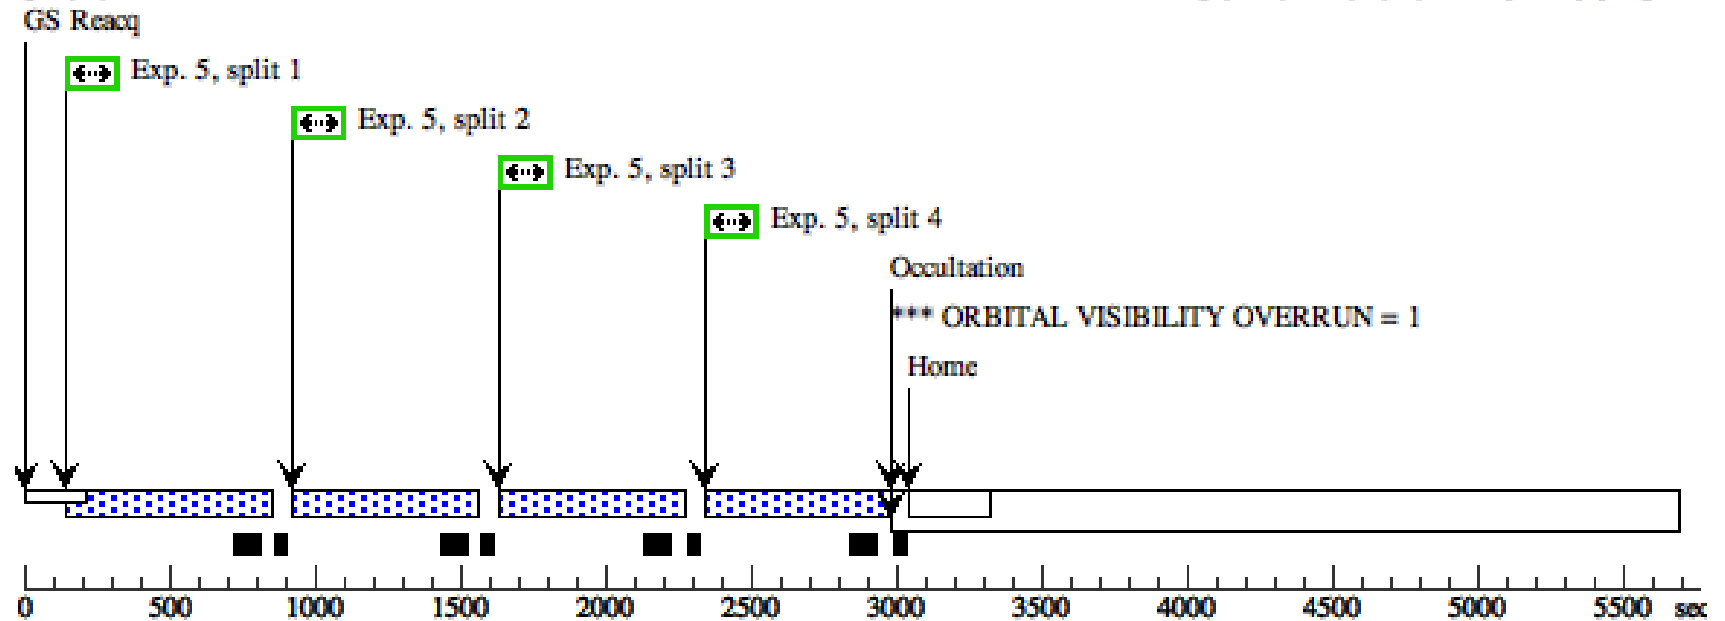 GS Reacq
Exp. 5, split 1
Exp. 5, split 2
Exp. 5, split 3
Exp. 5, split 4
Occultation
*** ORBITAL VISIBILITY OVERRUN = 1
Home
0 500 1000 1500 2000 2500 3000 3500 4000 4500 5000 5500 sec